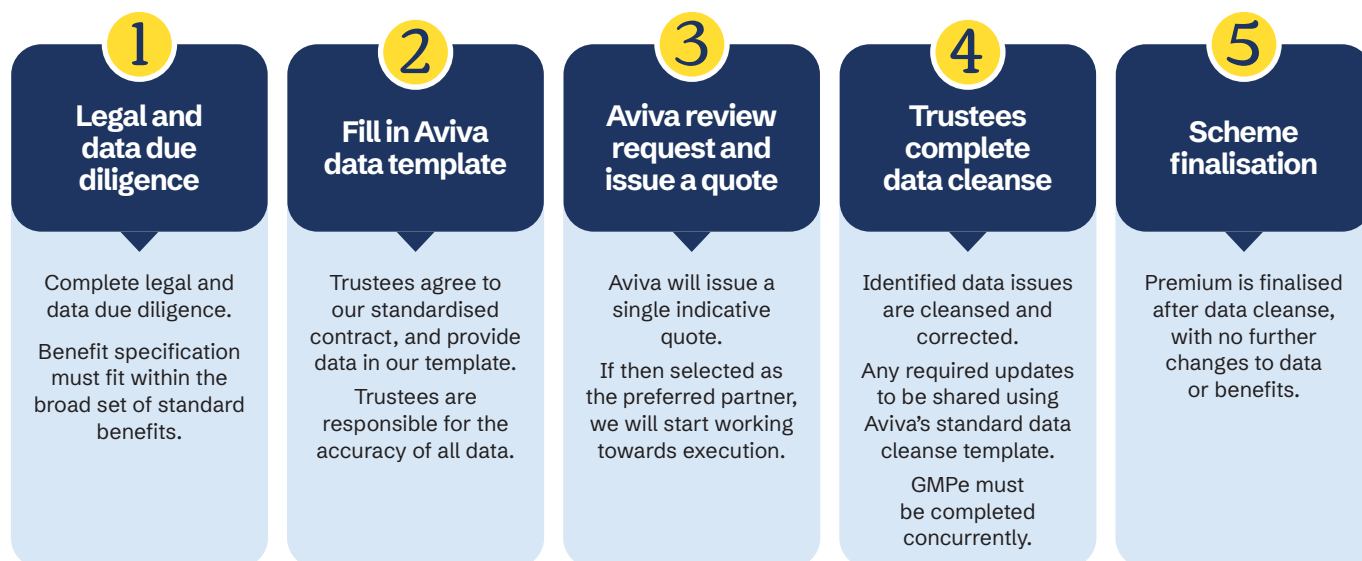 1
Legal and
data due
diligence
Complete legal and
data due diligence.
Benefit specification
must fit within the
broad set of standard
benefits.
2
Fill in Aviva
data template
Trustees agree to
our standardised
contract, and provide
data in our template.
Trustees are
responsible for the
accuracy of all data.
3
Aviva review
request and
issue a quote
Aviva will issue a
single indicative
quote.
If then selected as
the preferred partner,
we will start working
towards execution.
4
Trustees
complete
data cleanse
Identified data issues
are cleansed and
corrected.
Any required updates
to be shared using
Aviva’s standard data
cleanse template.
GMPe must
be completed
concurrently.
5
Scheme
finalisation
Premium is finalised
after data cleanse,
with no further
changes to data
or benefits.